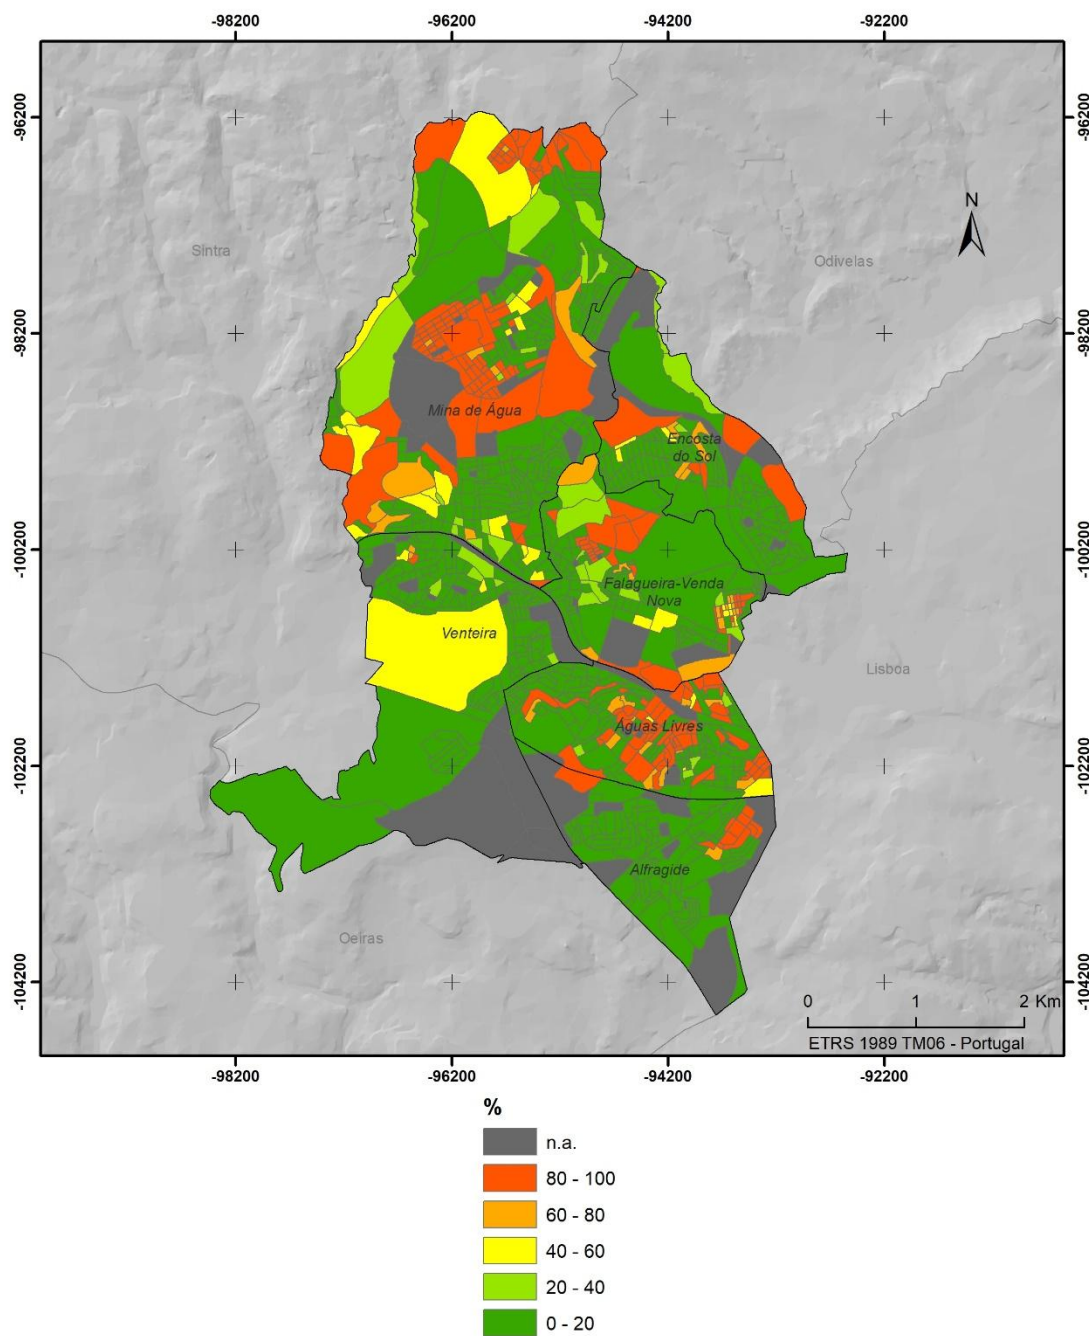 -98200 -96200 -94200 -92200
-96200 -96200
N
Sintra
Odivelas
-98200 -98200
Mina de Água
Encosta
do Sol
-100200 -100200
Falagueira-Venda
Nova
Venteira
Lisboa
Águas Livres
-102200 -102200
Alfragide
Oeiras
-104200 -104200
0 1 2 Km
ETRS 1989 TM06 - Portugal
-98200 -96200 -94200 -92200
%
n.a.
80 - 100
60 - 80
40 - 60
20 - 40
0 - 20